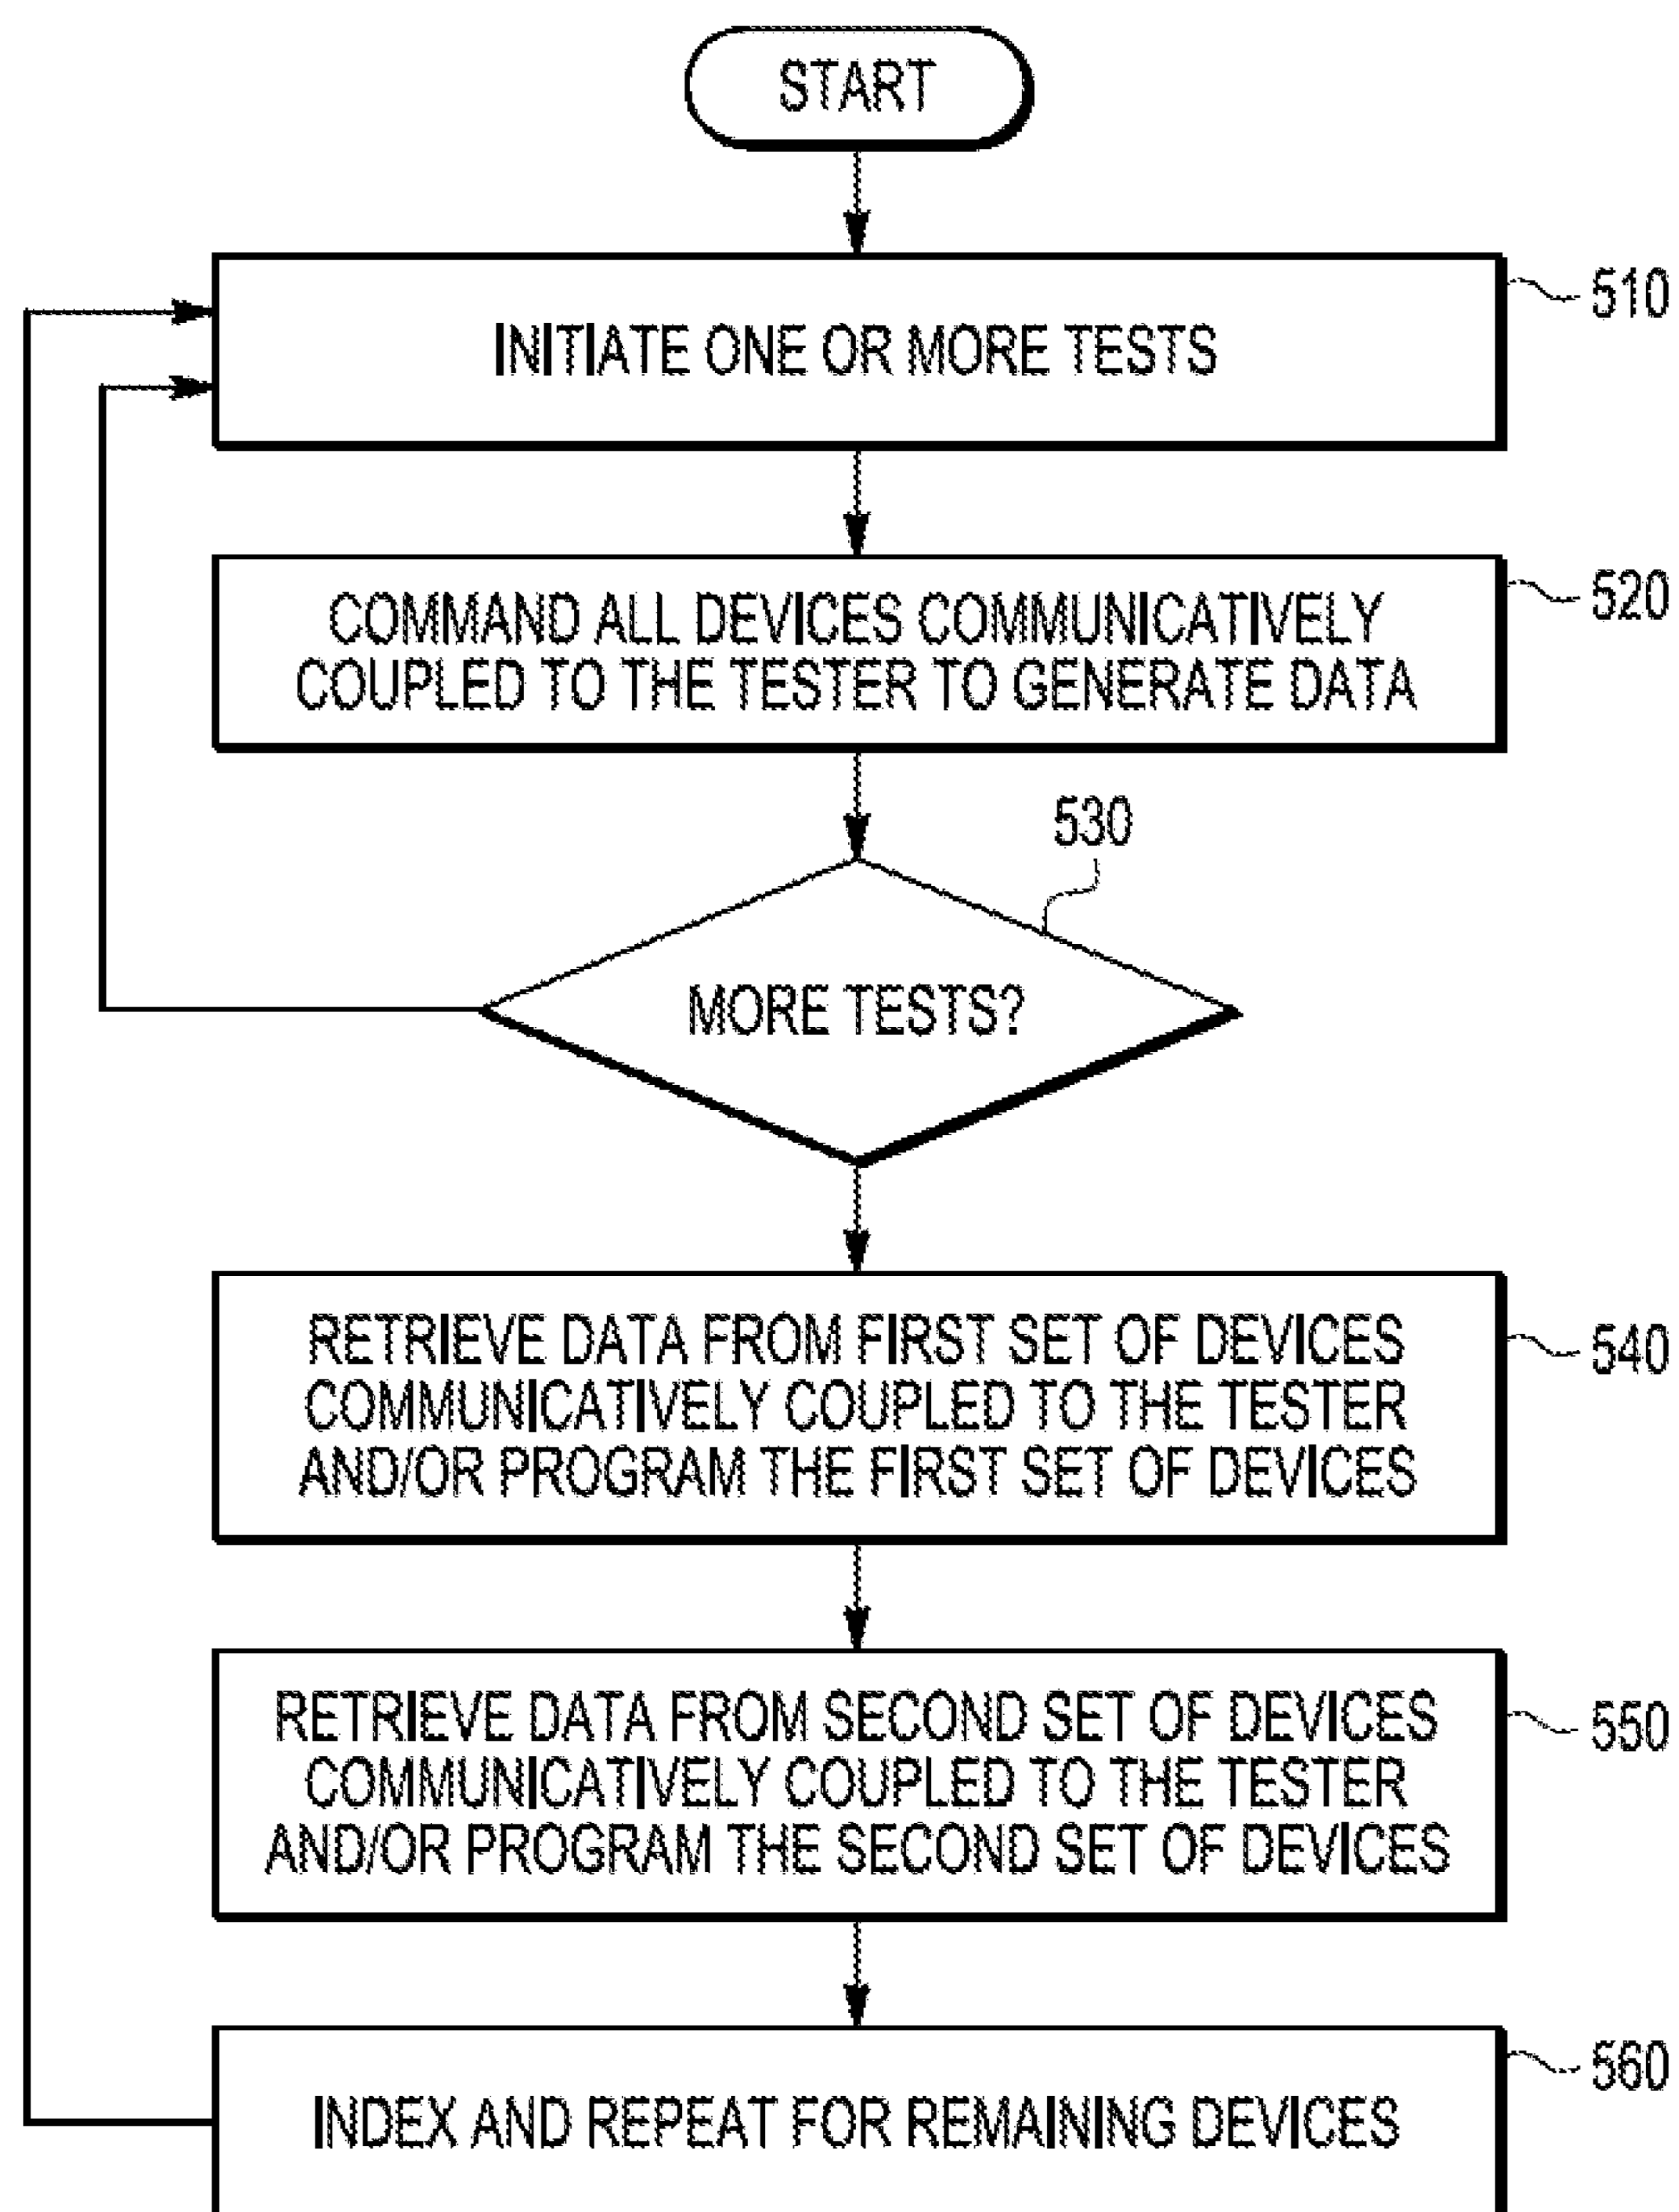 START
510
INITIATE ONE OR MORE TESTS
520
COMMAND ALL DEVICES COMMUNICATIVELY
COUPLED TO THE TESTER TO GENERATE DATA
530
MORE TESTS?
540
RETRIEVE DATA FROM FIRST SET OF DEVICES
COMMUNICATIVELY COUPLED TO THE TESTER
AND/OR PROGRAM THE FIRST SET OF DEVICES
550
RETRIEVE DATA FROM SECOND SET OF DEVICES
COMMUNICATIVELY COUPLED TO THE TESTER
AND/OR PROGRAM THE SECOND SET OF DEVICES
560
INDEX AND REPEAT FOR REMAINING DEVICES